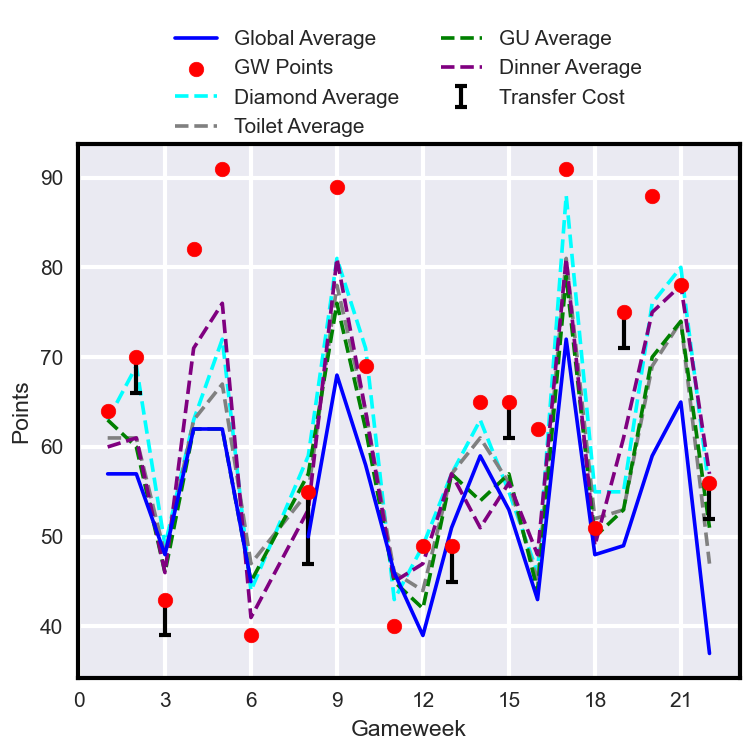 Global Average
GW Points
Diamond Average
Toilet Average
GU Average
Dinner Average
Transfer Cost
90
80
70
60
50
40
Points
0 3 6 9 12 15 18 21
Gameweek